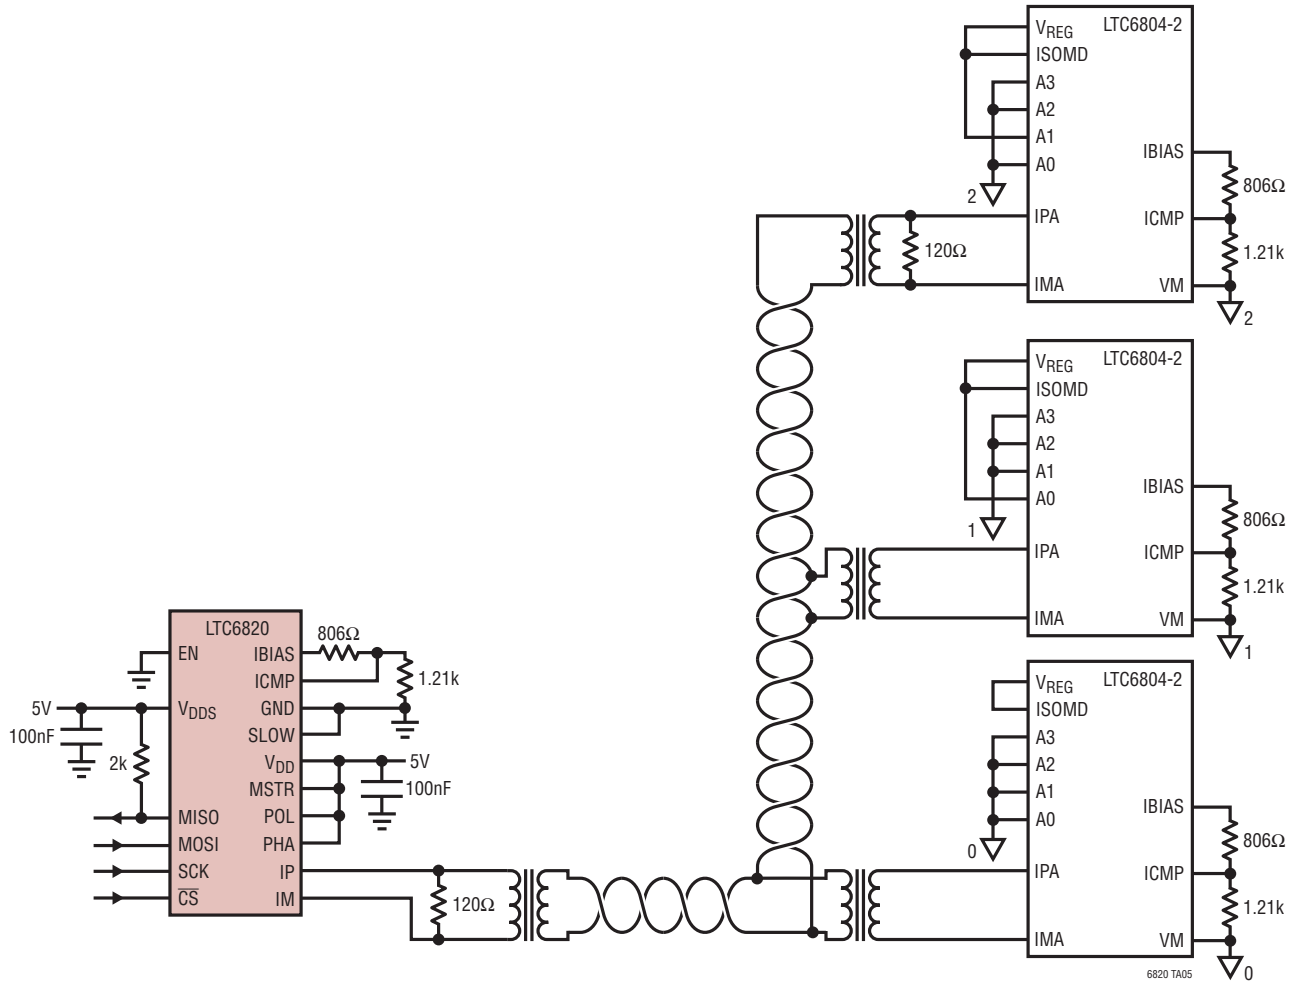 LTC6804-2
VREG
ISOMD
A3
A2
A1
A0
2
IPA
IMA
IBIAS
ICMP
VM
806Ω
1.21k
2
120Ω
LTC6804-2
VREG
ISOMD
A3
A2
A1
A0
1
IPA
IMA
IBIAS
ICMP
VM
806Ω
1.21k
1
LTC6820
EN
VDDS
MISO
MOSI
SCK
CS
IBIAS
ICMP
GND
SLOW
VDD
MSTR
POL
PHA
IP
IM
5V
100nF
2k
806Ω
1.21k
5V
100nF
120Ω
LTC6804-2
VREG
ISOMD
A3
A2
A1
A0
0
IPA
IMA
IBIAS
ICMP
VM
806Ω
1.21k
0
6820 TA05